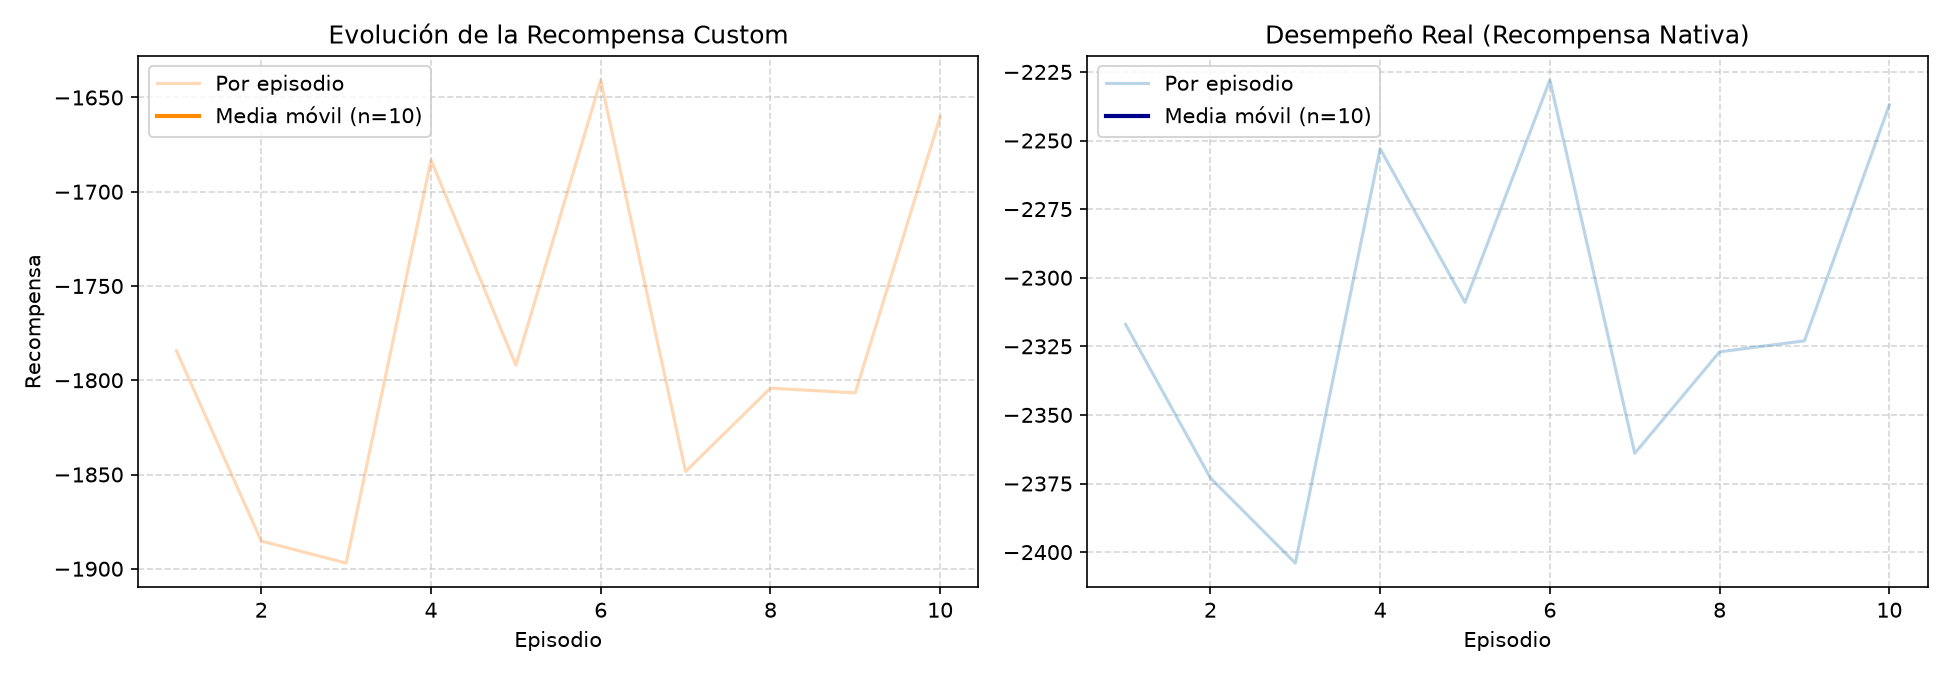 Evolución de la Recompensa Custom
Por episodio
Media móvil (n=10)
Recompensa
−1650
−1700
−1750
−1800
−1850
−1900
2 4 6 8 10
Episodio
Desempeño Real (Recompensa Nativa)
Por episodio
Media móvil (n=10)
−2225
−2250
−2275
−2300
−2325
−2350
−2375
−2400
2 4 6 8 10
Episodio